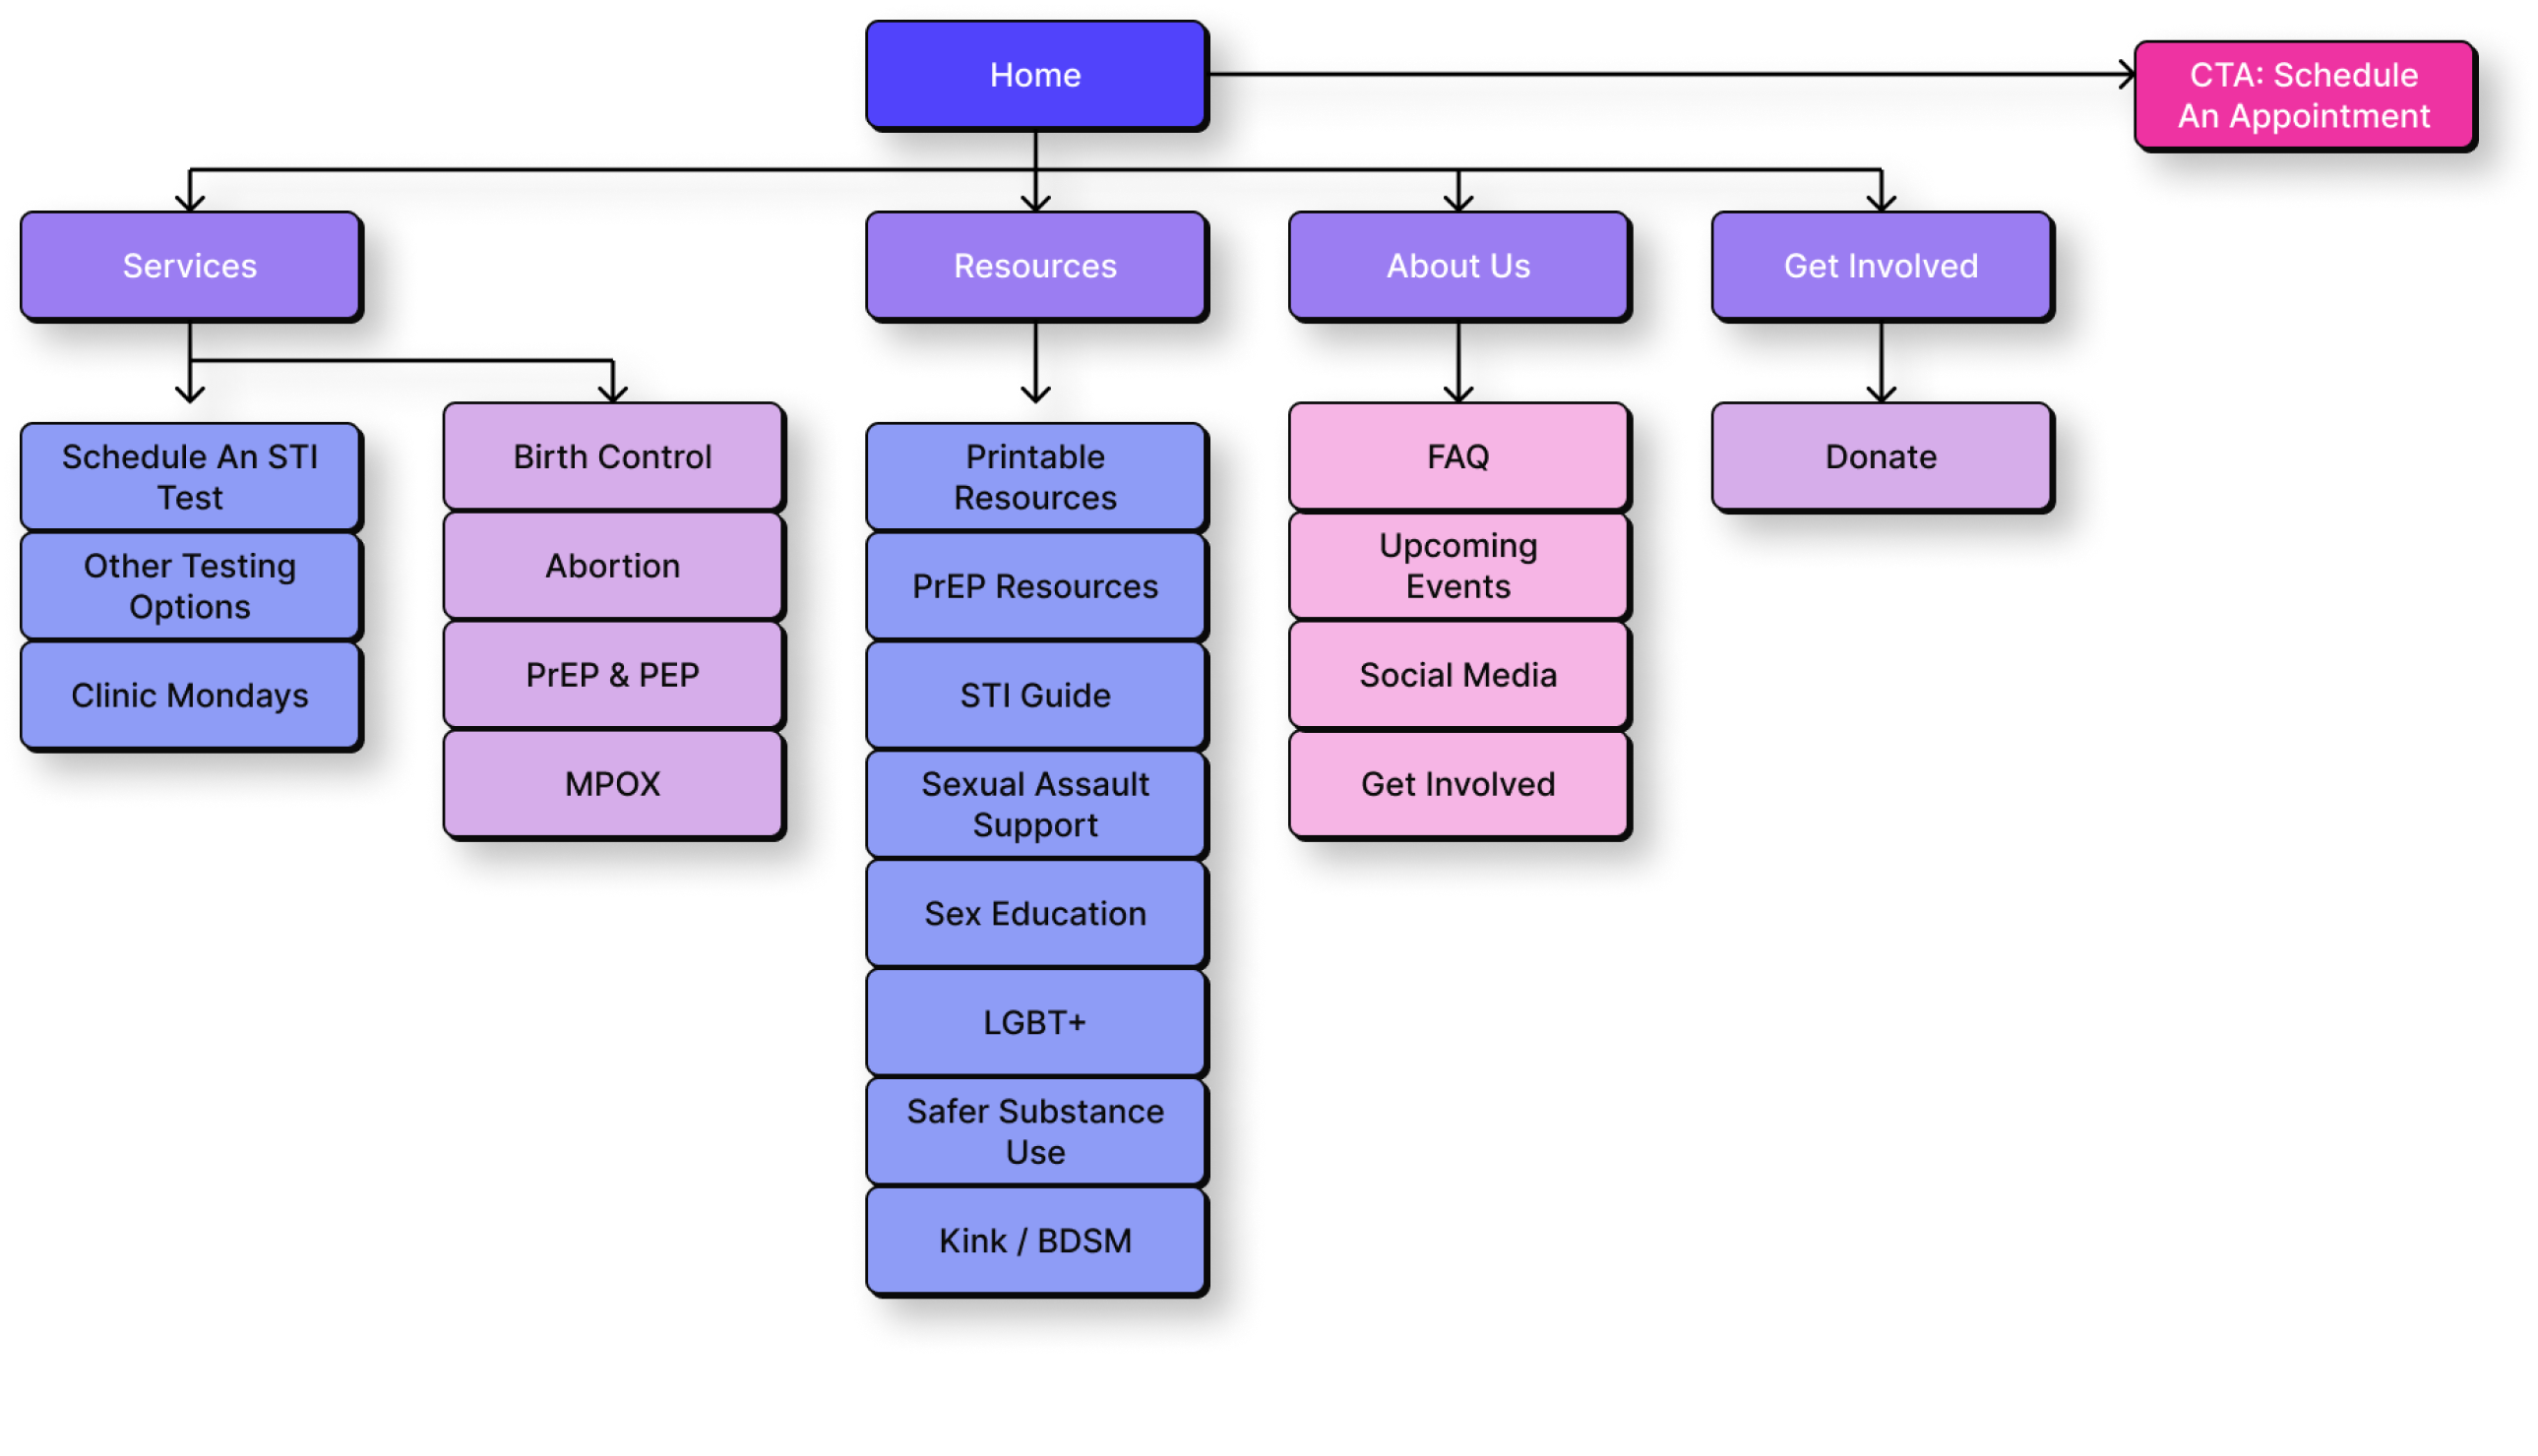 Home
CTA: Schedule
An Appointment
Services
Resources
About Us
Get Involved
Schedule An STI
Test
Other Testing
Options
Clinic Mondays
Birth Control
Abortion
PrEP & PEP
MPOX
Printable
Resources
PrEP Resources
STI Guide
Sexual Assault
Support
Sex Education
LGBT+
Safer Substance
Use
Kink / BDSM
FAQ
Upcoming
Events
Social Media
Get Involved
Donate